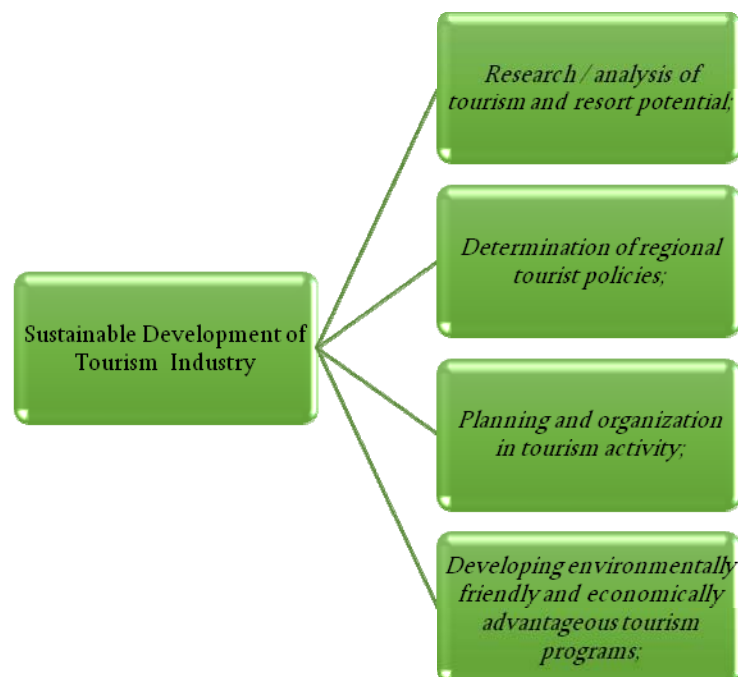 Research / analysis of
tourism and resort potential;
Determination of regional
tourist policies;
Sustainable Development of
Tourism Industry
Planning and organization
in tourism activity;
Developing environmentally
friendly and economically
advantageous tourism
programs;